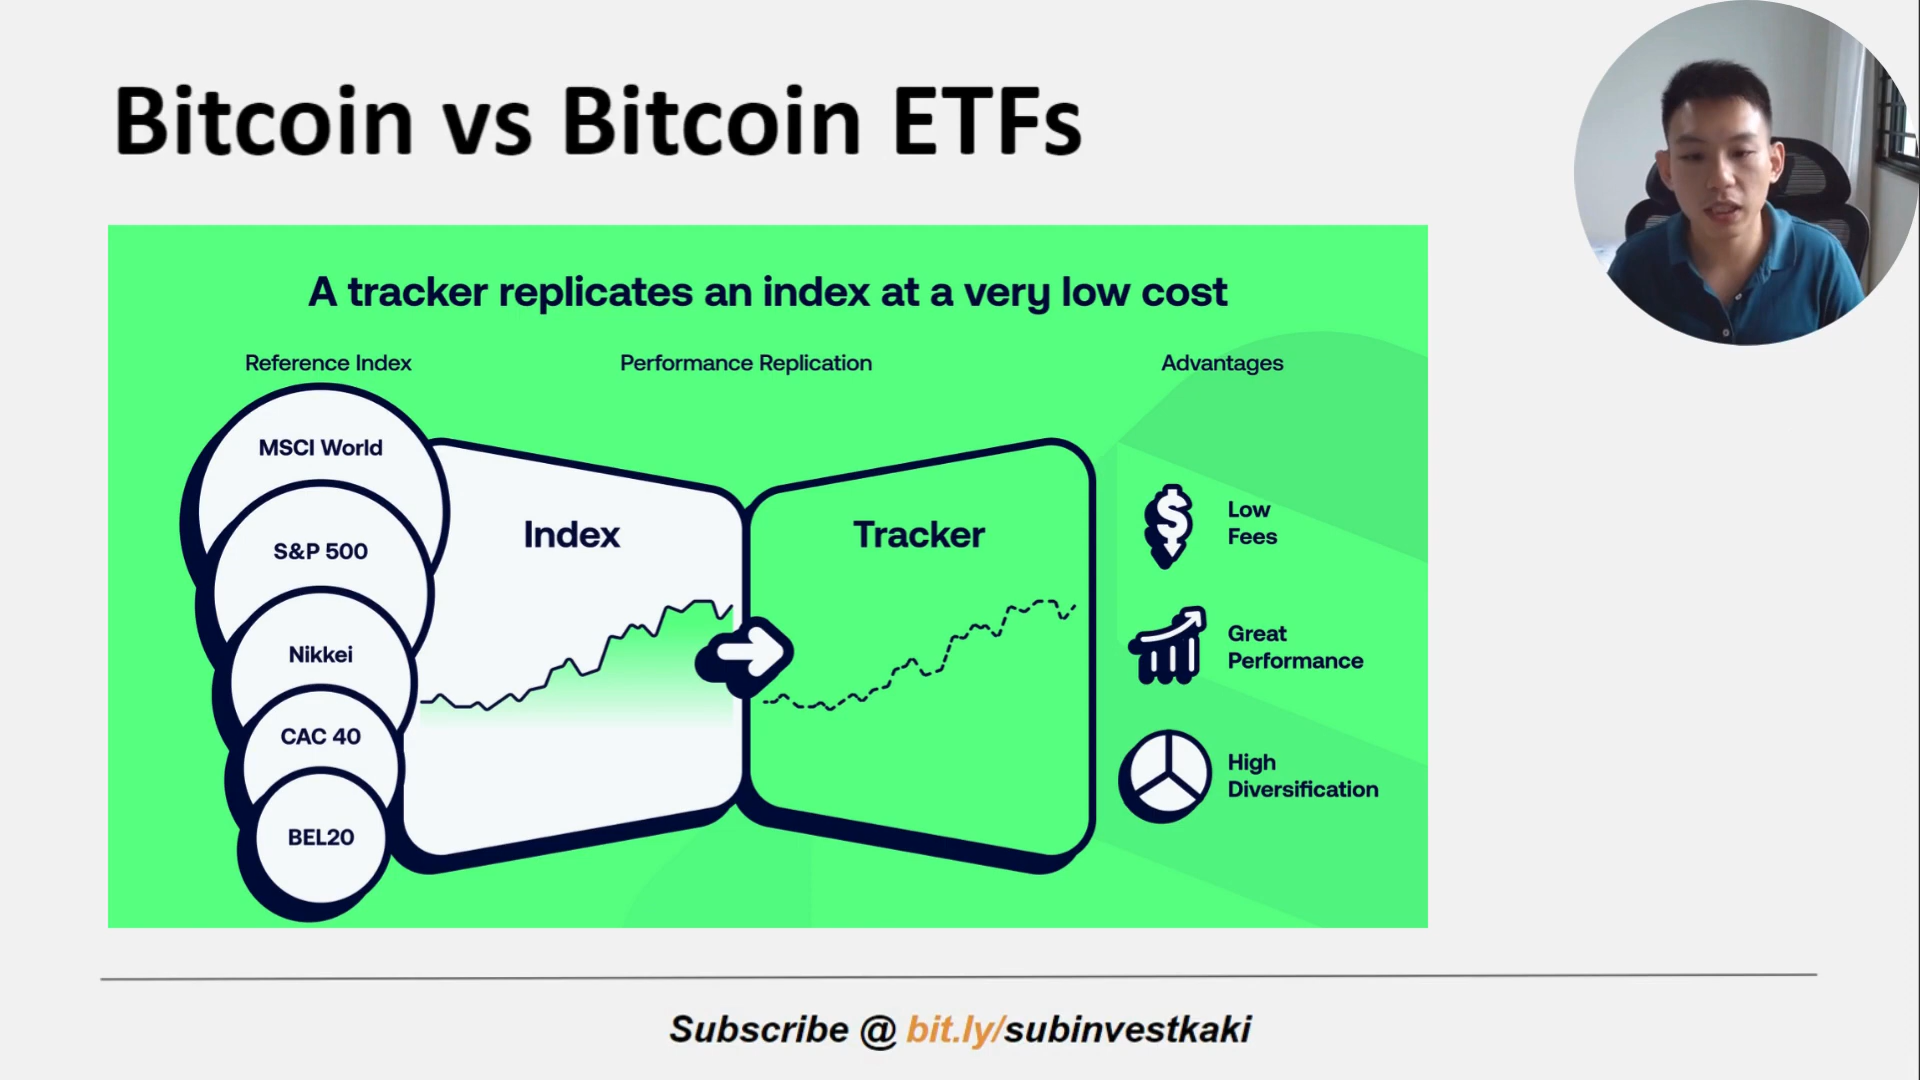 Bitcoin vs Bitcoin ETFs
A tracker replicates an index at a very low cost
Reference Index
Performance Replication
Advantages
MSCI World
S&P 500
Nikkei
CAC 40
BEL20
Index
Tracker
Low
Fees
Great
Performance
High
Diversification
Subscribe @ bit.ly/subinvestkaki